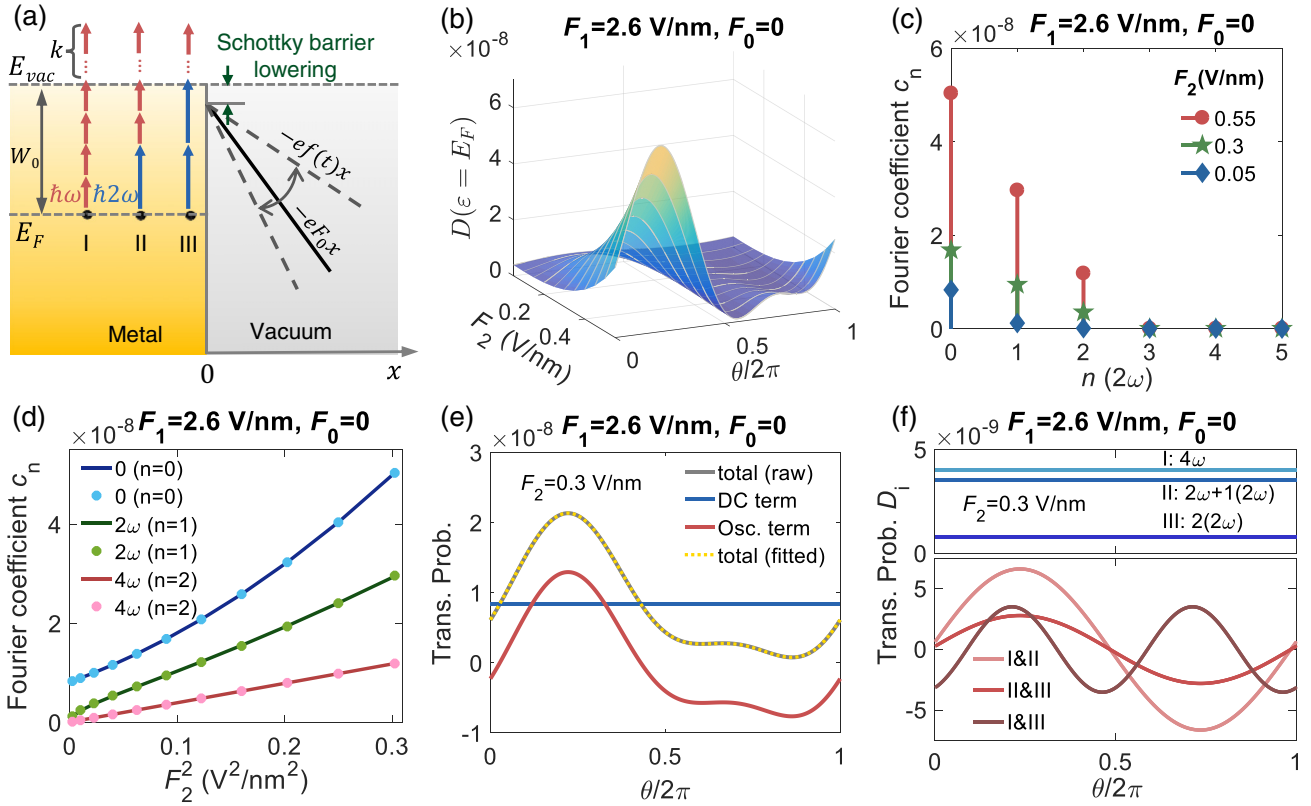 (a)
k
E_vac
Schottky barrier
lowering
W_0
ħω
ħ2ω
−ef(t)x
−eF_0x
E_F
I
II
III
Metal
Vacuum
0
x
(b)
F_1=2.6 V/nm, F_0=0
×10^-8
D(ε = E_F)
8
6
4
2
0
0.2
0.4
F_2 (V/nm)
0
0.5
1
θ/2π
(c)
F_1=2.6 V/nm, F_0=0
×10^-8
Fourier coefficient c_n
6
4
2
0
F_2(V/nm)
0.55
0.3
0.05
0 1 2 3 4 5
n (2ω)
(d)
F_1=2.6 V/nm, F_0=0
×10^-8
Fourier coefficient c_n
4
2
0
0 (n=0)
0 (n=0)
2ω (n=1)
2ω (n=1)
4ω (n=2)
4ω (n=2)
0 0.1 0.2 0.3
F_2^2 (V^2/nm^2)
(e)
F_1=2.6 V/nm, F_0=0
×10^-8
Trans. Prob.
3
2
1
0
-1
F_2=0.3 V/nm
total (raw)
DC term
Osc. term
total (fitted)
0 0.5 1
θ/2π
(f)
F_1=2.6 V/nm, F_0=0
×10^-9
Trans. Prob. D_i
5
0
I: 4ω
II: 2ω+1(2ω)
F_2=0.3 V/nm
III: 2(2ω)
5
0
-5
I&II
II&III
I&III
0 0.5 1
θ/2π